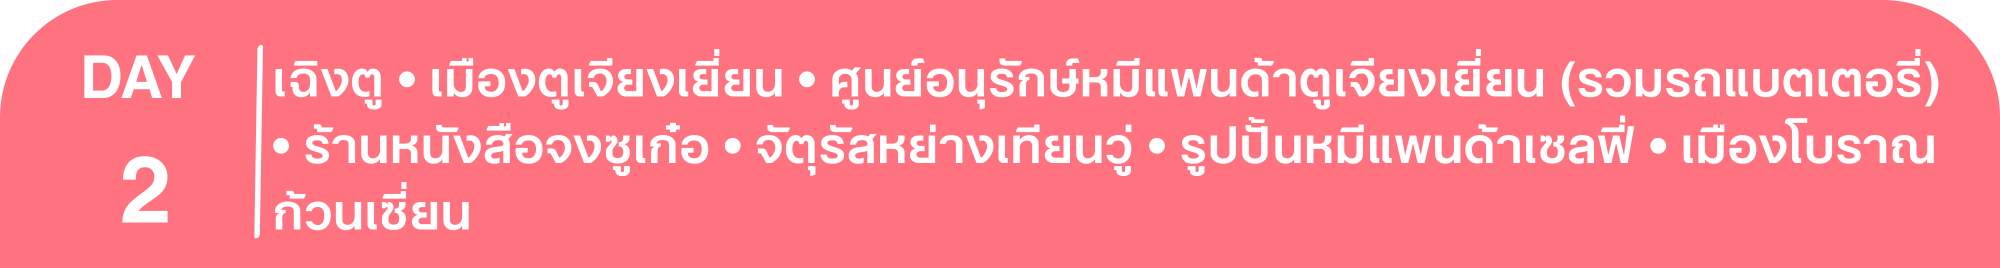 DAY
2
เฉิงตู • เมืองตูเจียงเยี่ยน • ศูนย์อนุรักษ์หมีแพนด้าตูเจียงเยี่ยน (รวมรถแบตเตอรี่)
• ร้านหนังสือจงซูเก๋อ • จัตุรัสหย่างเทียนวู่ • รูปปั้นหมีแพนด้าเซลฟี่ • เมืองโบราณ
ก้วนเซี่ยน